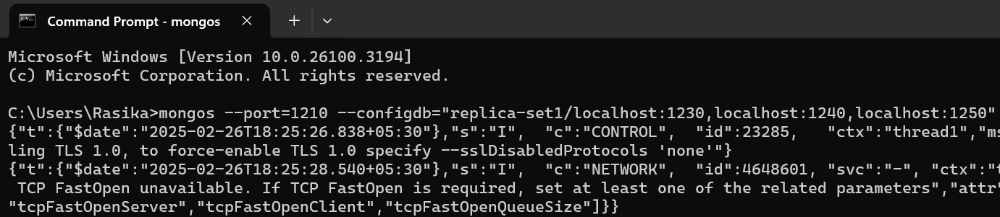 Command Prompt - mongos
Microsoft Windows [Version 10.0.26100.3194]
(c) Microsoft Corporation. All rights reserved.
C:\Users\Rasika>mongos --port=1210 --configdb="replica-set1/localhost:1230,localhost:1240,localhost:1250"
{"t":{"$date":"2025-02-26T18:25:26.838+05:30"},"s":"I",  "c":"CONTROL",  "id":23285,   "ctx":"thread1","ms
ling TLS 1.0, to force-enable TLS 1.0 specify --sslDisabledProtocols 'none'"}
{"t":{"$date":"2025-02-26T18:25:28.540+05:30"},"s":"I",  "c":"NETWORK",  "id":4648601, "svc":"-", "ctx":"t
 TCP FastOpen unavailable. If TCP FastOpen is required, set at least one of the related parameters","attr"
"tcpFastOpenServer","tcpFastOpenClient","tcpFastOpenQueueSize"]}}